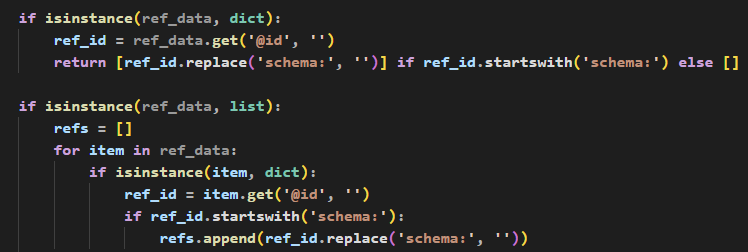 if isinstance(ref_data, dict):
    ref_id = ref_data.get('@id', '')
    return [ref_id.replace('schema:', '')] if ref_id.startswith('schema:') else []

if isinstance(ref_data, list):
    refs = []
    for item in ref_data:
        if isinstance(item, dict):
            ref_id = item.get('@id', '')
            if ref_id.startswith('schema:'):
                refs.append(ref_id.replace('schema:', ''))